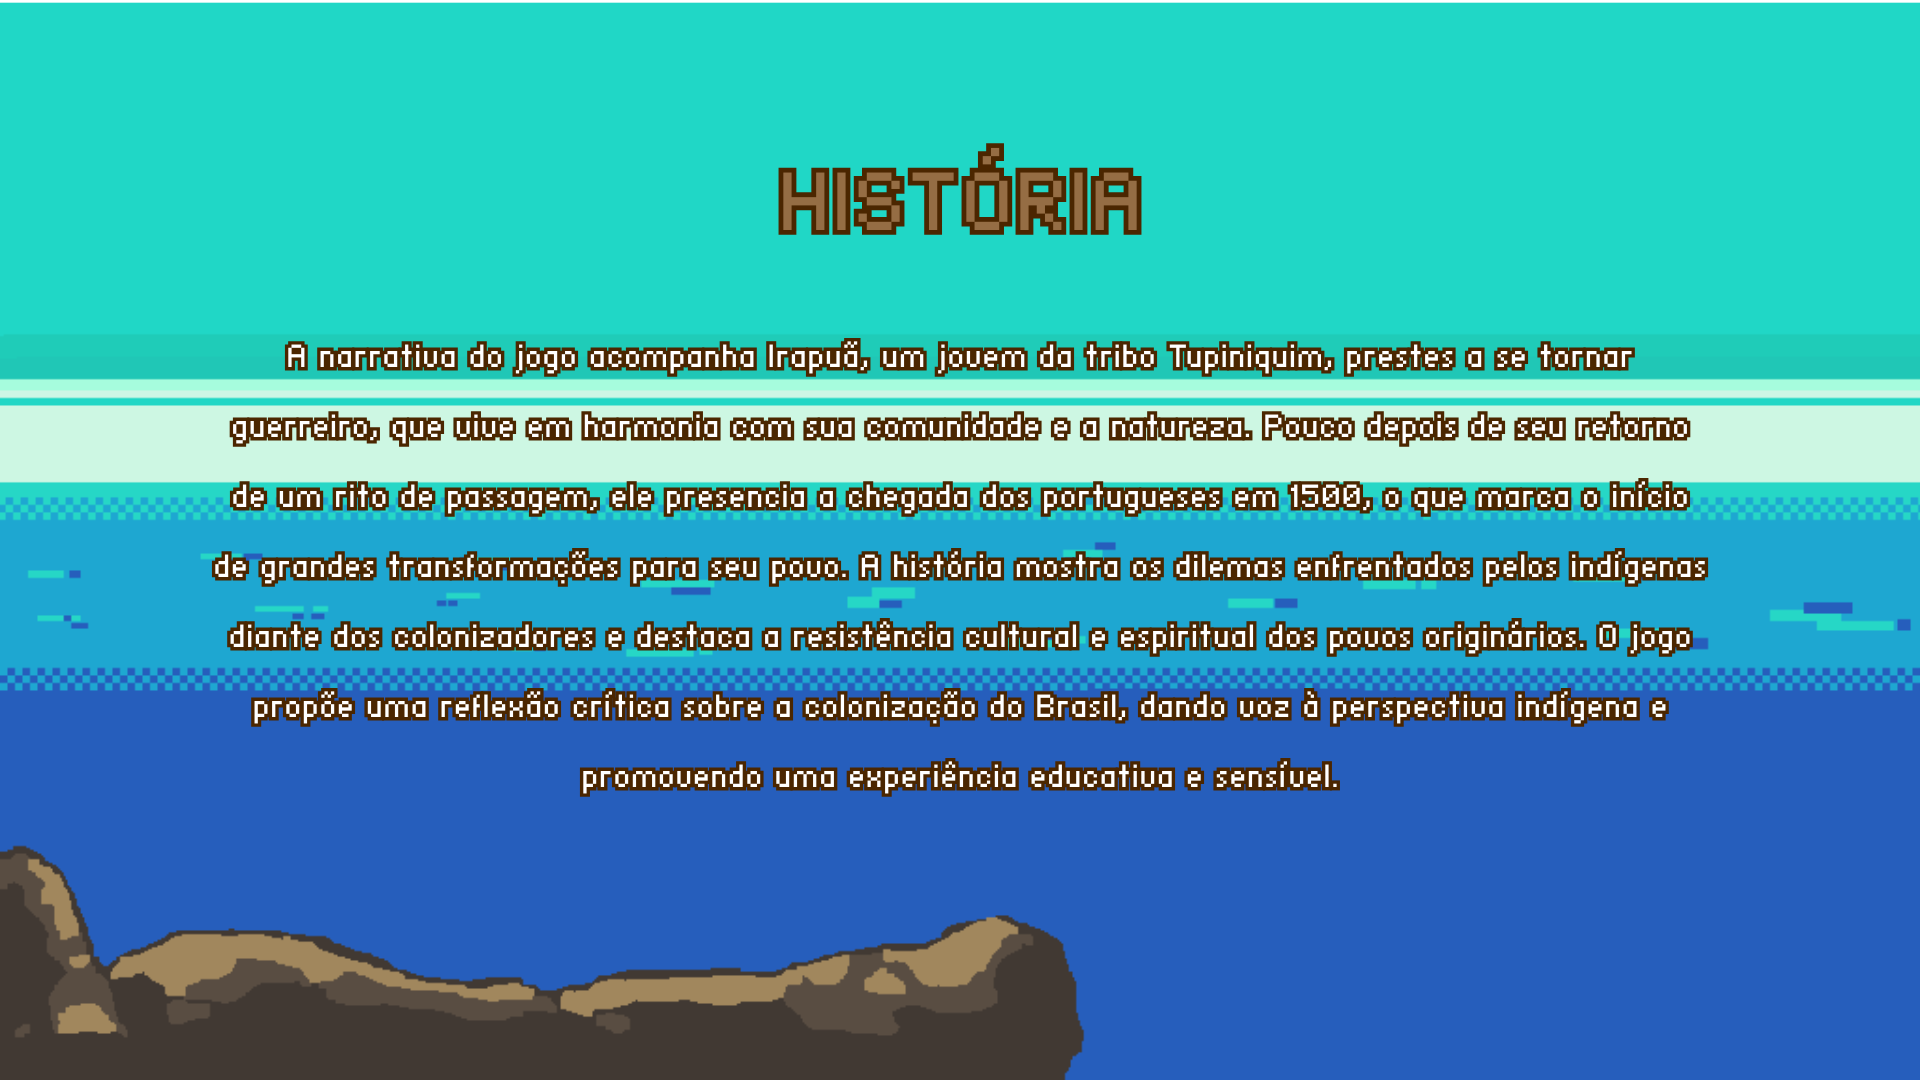 HISTÓRIA
A narrativa do jogo acompanha Irapuã, um jovem da tribo Tupiniquim, prestes a se tornar
guerreiro, que vive em harmonia com sua comunidade e a natureza. Pouco depois de seu retorno
de um rito de passagem, ele presencia a chegada dos portugueses em 1500, o que marca o início
de grandes transformações para seu povo. A história mostra os dilemas enfrentados pelos indígenas
diante dos colonizadores e destaca a resistência cultural e espiritual dos povos originários. O jogo
propõe uma reflexão crítica sobre a colonização do Brasil, dando voz à perspectiva indígena e
promovendo uma experiência educativa e sensível.